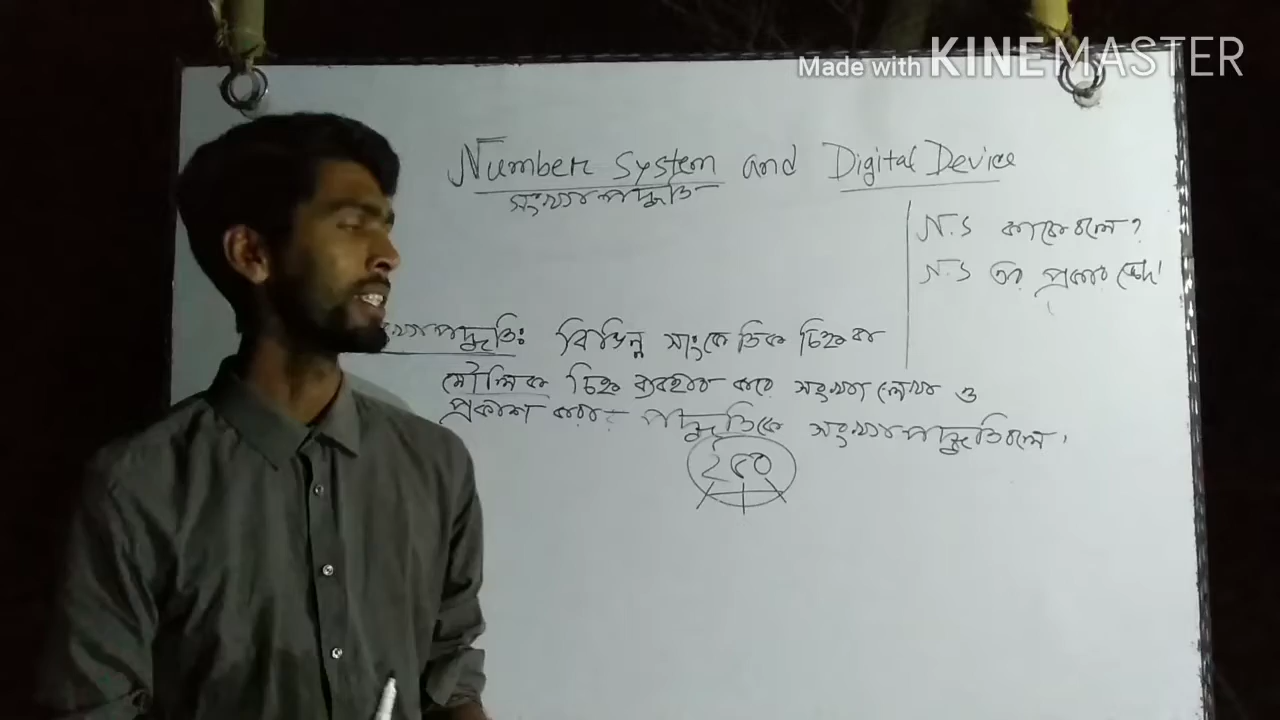 Made with KINEMASTER
Number System and Digital Device
সংখ্যা পদ্ধতি
N.S কাকে বলে?
N.S এর প্রকারভেদ।
সংখ্যা পদ্ধতিঃ বিভিন্ন সাংকেতিক চিহ্ন বা
মৌলিক চিহ্ন ব্যবহার করে সংখ্যা লেখা ও
প্রকাশ করার পদ্ধতিকে সংখ্যা পদ্ধতি বলে।
২৫০